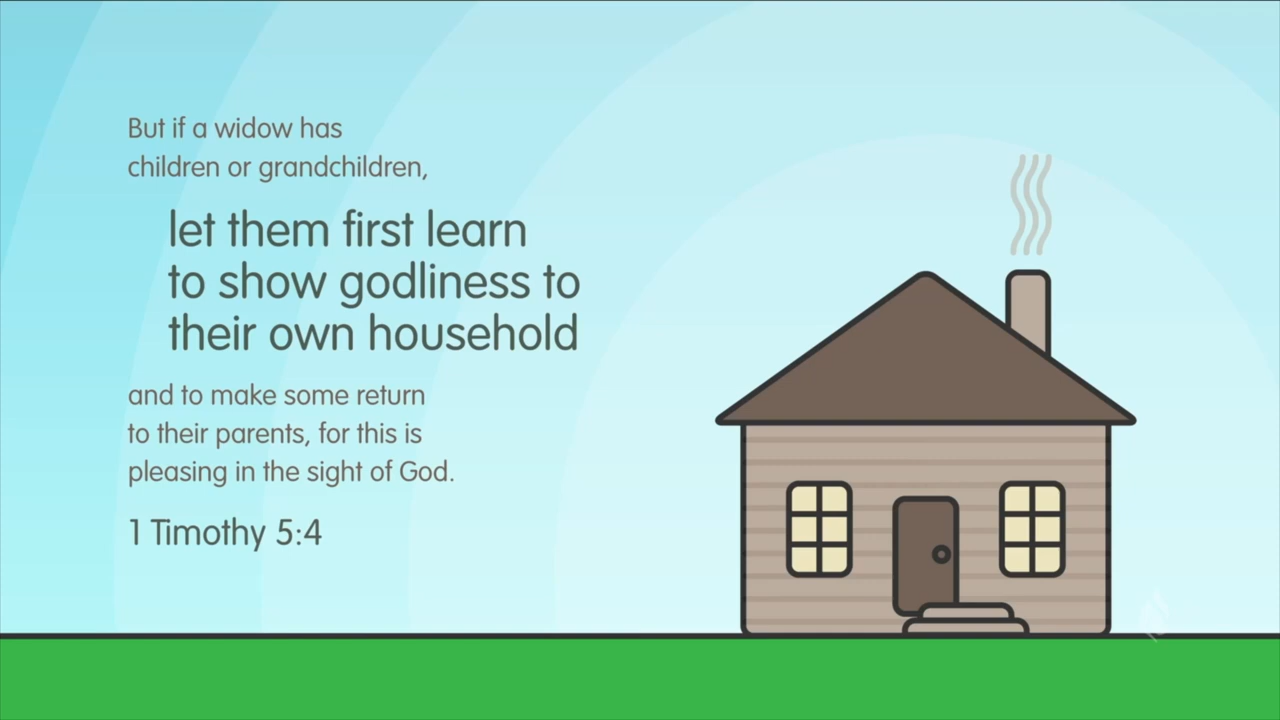 But if a widow has
children or grandchildren,
let them first learn
to show godliness to
their own household
and to make some return
to their parents, for this is
pleasing in the sight of God.
1 Timothy 5:4